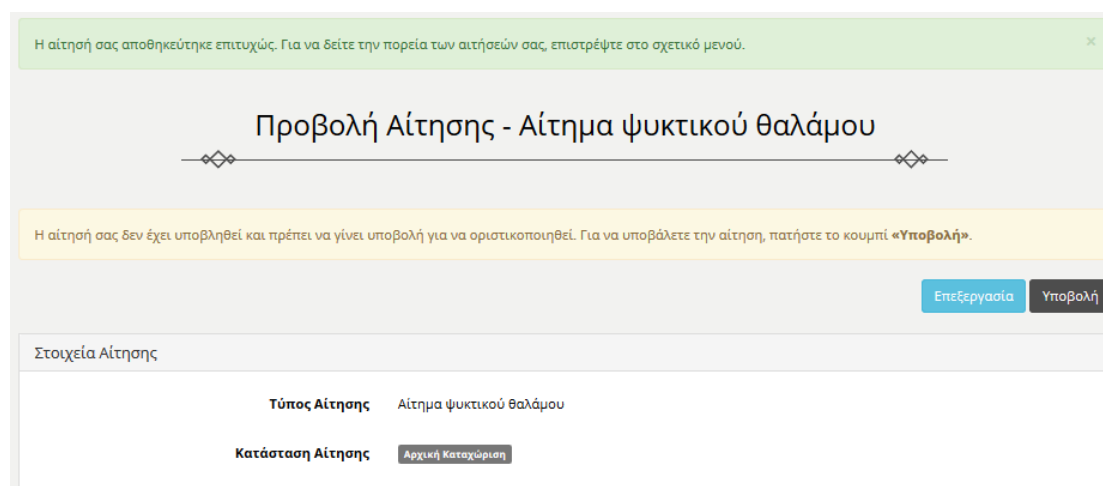 Η αίτησή σας αποθηκεύτηκε επιτυχώς. Για να δείτε την πορεία των αιτήσεών σας, επιστρέψτε στο σχετικό μενού. ×
Προβολή Αίτησης - Αίτημα ψυκτικού θαλάμου
Η αίτησή σας δεν έχει υποβληθεί και πρέπει να γίνει υποβολή για να οριστικοποιηθεί. Για να υποβάλετε την αίτηση, πατήστε το κουμπί «Υποβολή».
Επεξεργασία Υποβολή
Στοιχεία Αίτησης
Τύπος Αίτησης Αίτημα ψυκτικού θαλάμου
Κατάσταση Αίτησης Αρχική Καταχώριση